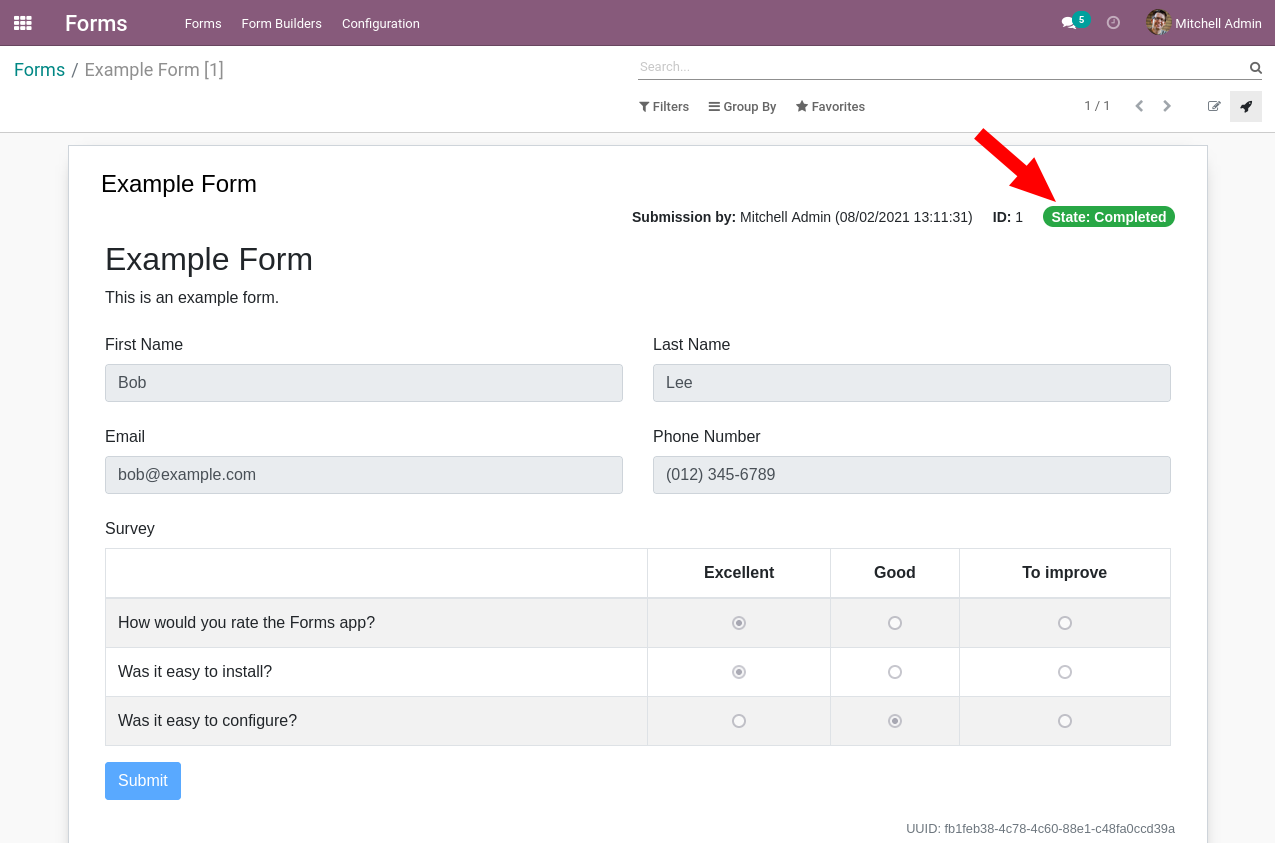 Forms Forms Form Builders Configuration 5 Mitchell Admin
Forms / Example Form [1]
Search...
Filters Group By Favorites 1 / 1
Example Form
Submission by: Mitchell Admin (08/02/2021 13:11:31) ID: 1 State: Completed
Example Form
This is an example form.
First Name Last Name
Bob Lee
Email Phone Number
bob@example.com (012) 345-6789
Survey
Excellent Good To improve
How would you rate the Forms app?
Was it easy to install?
Was it easy to configure?
Submit
UUID: fb1feb38-4c78-4c60-88e1-c48fa0ccd39a